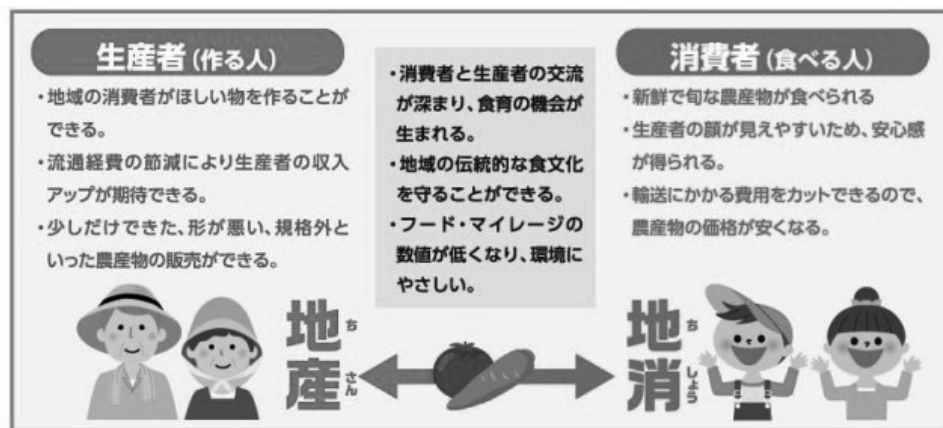 生産者(作る人)
・地域の消費者がほしい物を作ることが
できる。
・流通経費の節減により生産者の収入
アップが期待できる。
・少しだけできた、形が悪い、規格外と
いった農産物の販売ができる。
・消費者と生産者の交流
が深まり、食育の機会が
生まれる。
・地域の伝統的な食文化
を守ることができる。
・フード・マイレージの
数値が低くなり、環境に
やさしい。
消費者(食べる人)
・新鮮で旬な農産物が食べられる
・生産者の顔が見えやすいため、安心感
が得られる。
・輸送にかかる費用をカットできるので、
農産物の価格が安くなる。
地産
ちさん
地消
ちしょう